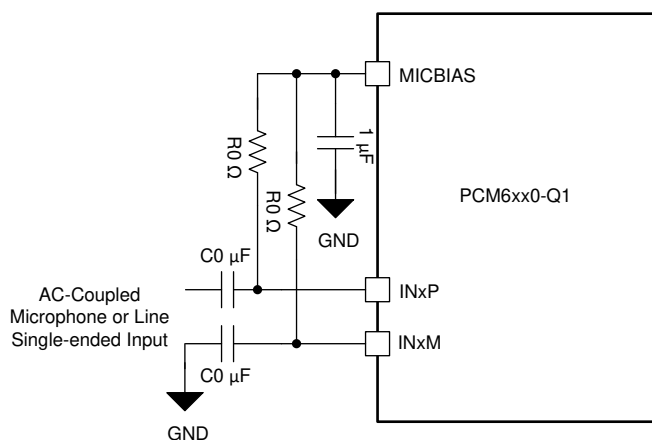 MICBIAS
R0 Ω
R0 Ω
1 µF
GND
PCM6xx0-Q1
C0 µF
AC-Coupled
Microphone or Line
Single-ended Input
INxP
INxM
C0 µF
GND